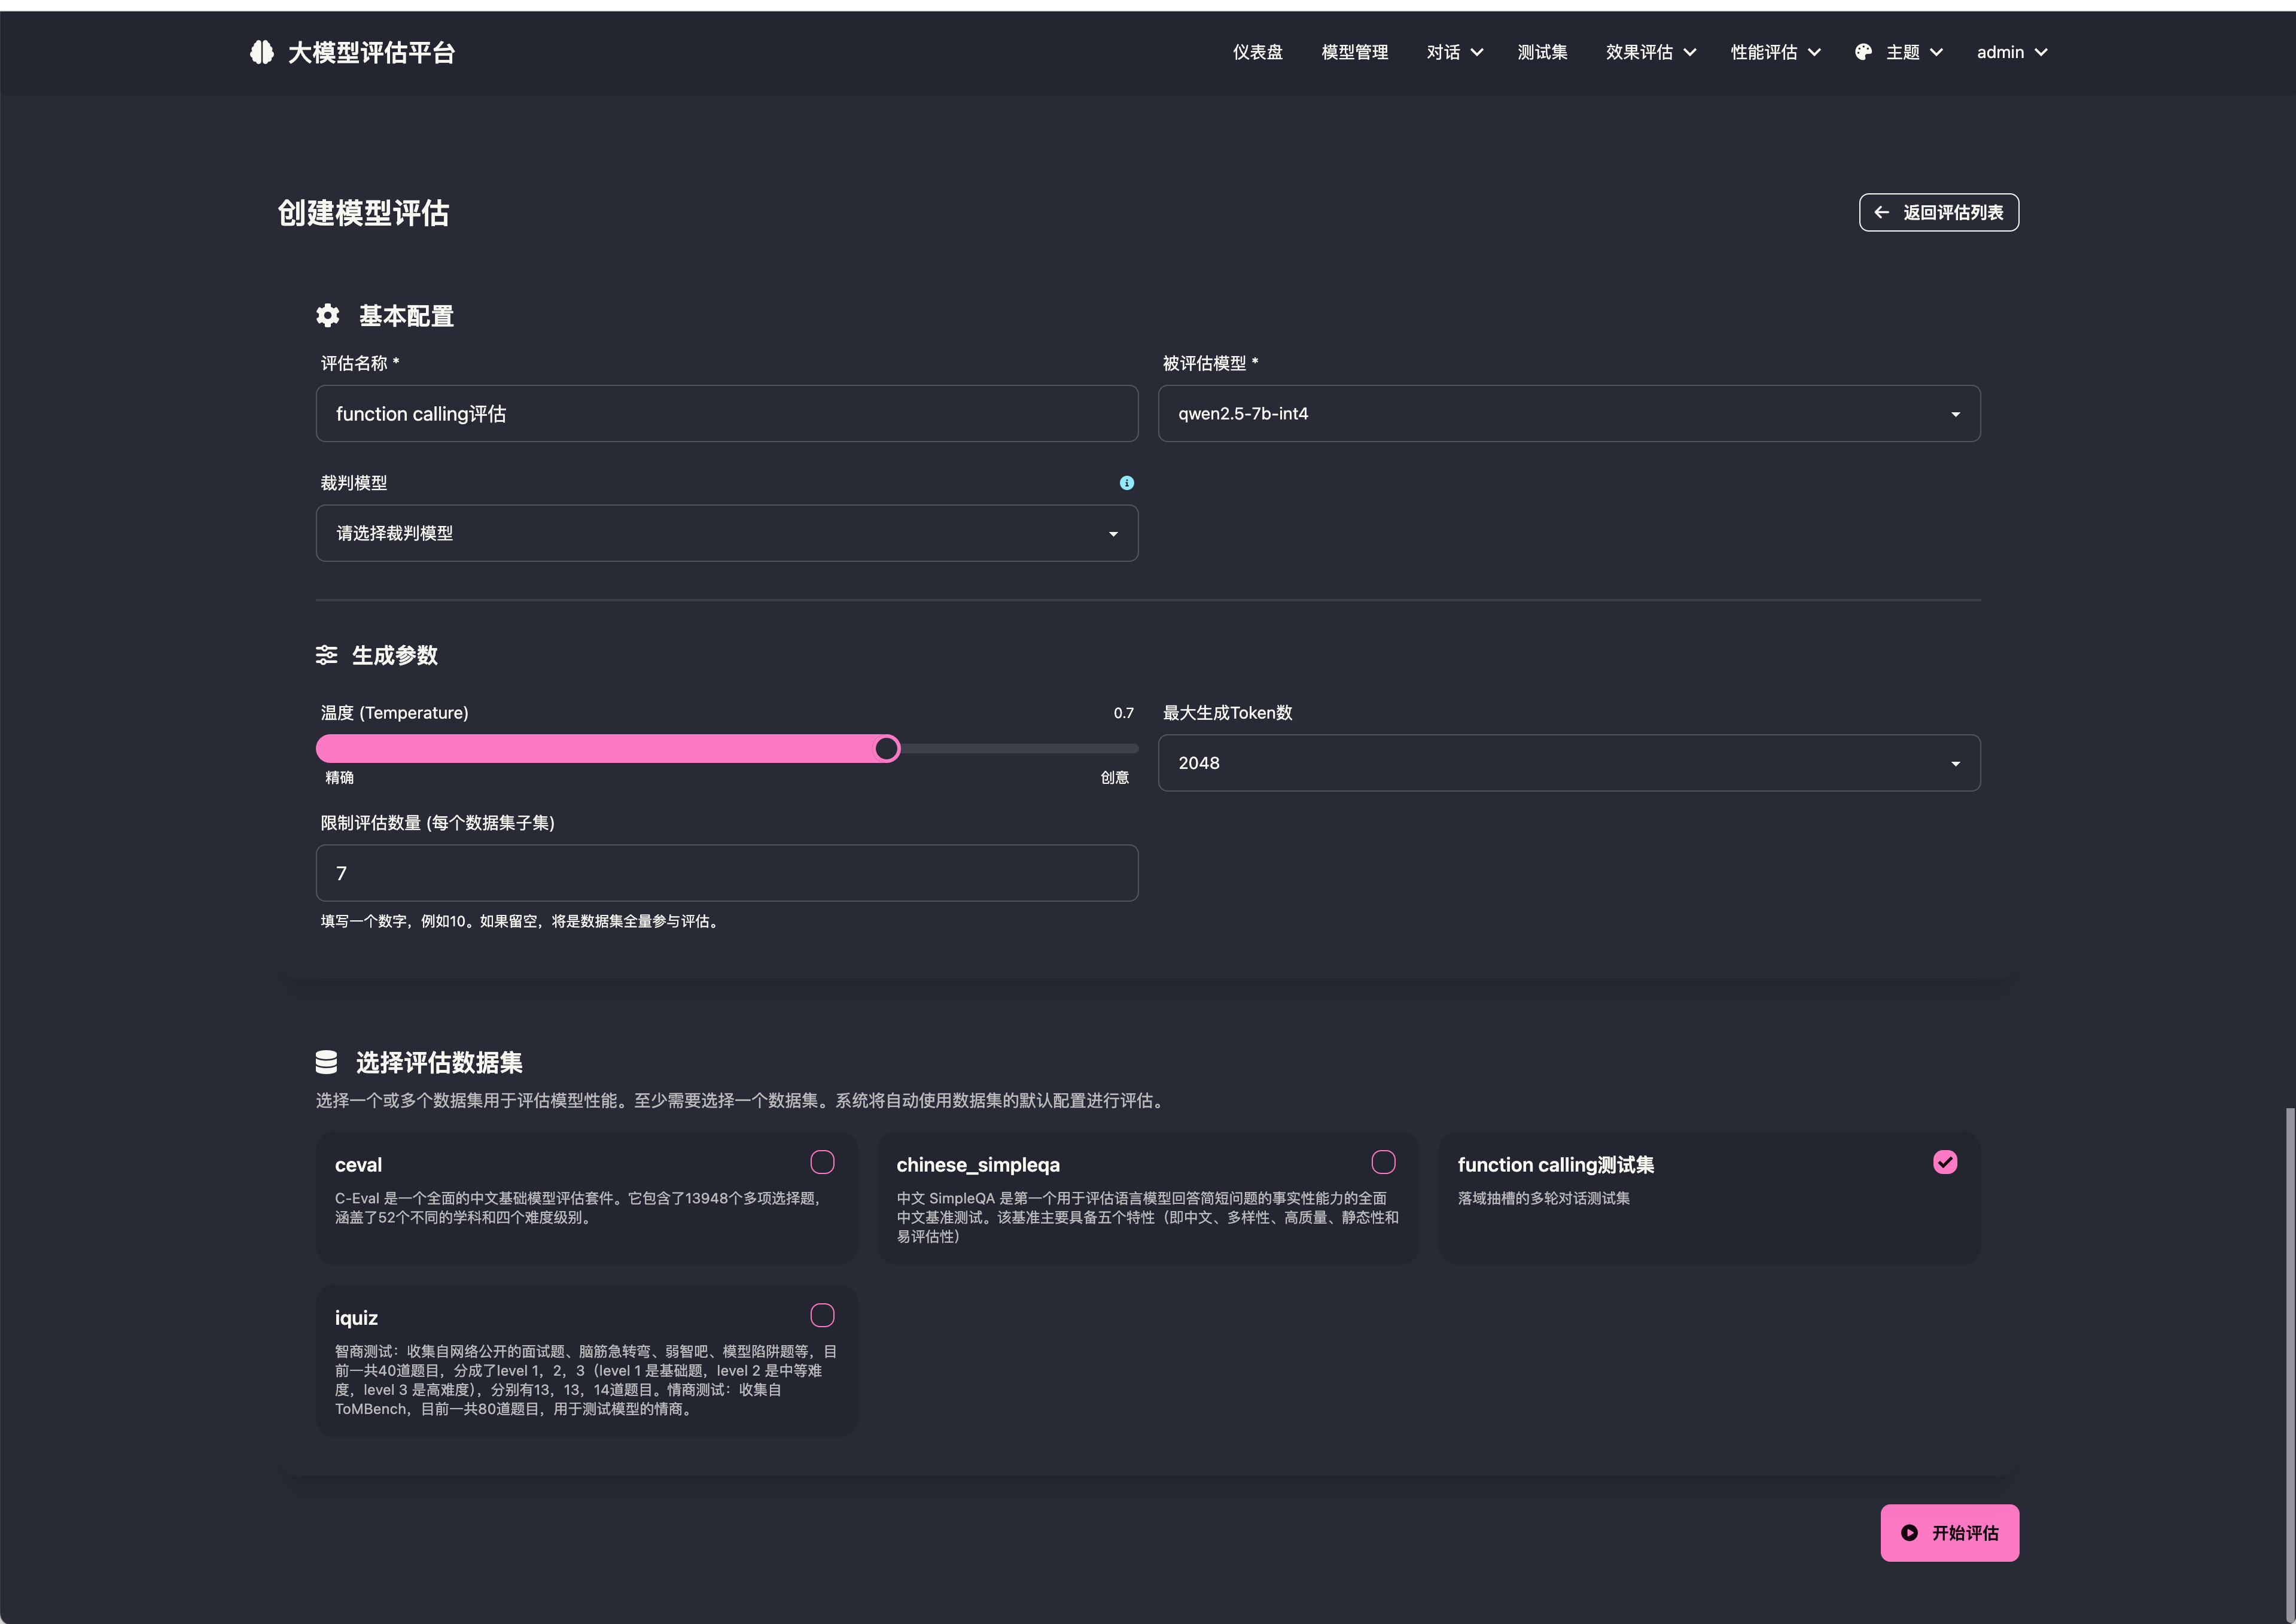 大模型评估平台
仪表盘 模型管理 对话 测试集 效果评估 性能评估 主题 admin
创建模型评估
返回评估列表
基本配置
评估名称 *
function calling评估
被评估模型 *
qwen2.5-7b-int4
裁判模型
请选择裁判模型
生成参数
温度 (Temperature) 0.7
精确 创意
最大生成Token数
2048
限制评估数量 (每个数据集子集)
7
填写一个数字，例如10。如果留空，将是数据集全量参与评估。
选择评估数据集
选择一个或多个数据集用于评估模型性能。至少需要选择一个数据集。系统将自动使用数据集的默认配置进行评估。
ceval
C-Eval 是一个全面的中文基础模型评估套件。它包含了13948个多项选择题，
涵盖了52个不同的学科和四个难度级别。
chinese_simpleqa
中文 SimpleQA 是第一个用于评估语言模型回答简短问题的事实性能力的全面
中文基准测试。该基准主要具备五个特性（即中文、多样性、高质量、静态性和
易评估性）
function calling测试集
落域抽槽的多轮对话测试集
iquiz
智商测试：收集自网络公开的面试题、脑筋急转弯、弱智吧、模型陷阱题等，目
前一共40道题目，分成了level 1，2，3（level 1 是基础题，level 2 是中等难
度，level 3 是高难度），分别有13，13，14道题目。情商测试：收集自
ToMBench，目前一共80道题目，用于测试模型的情商。
开始评估